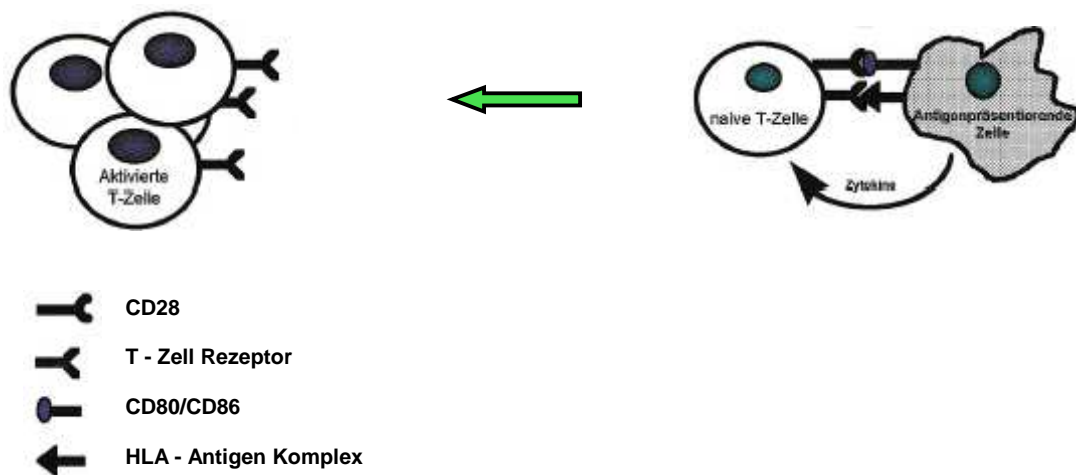 Aktivierte
T-Zelle
naive T-Zelle
Antigenpräsentierende
Zelle
Zytokine
CD28
T - Zell Rezeptor
CD80/CD86
HLA - Antigen Komplex